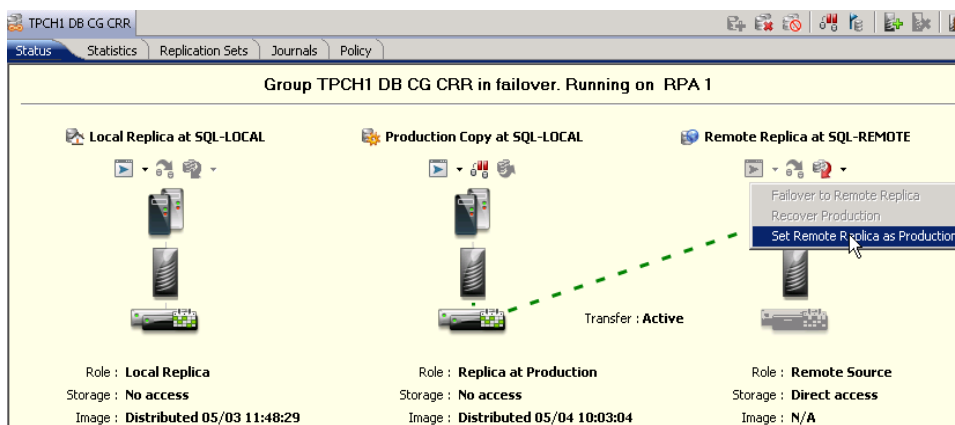 TPCH1 DB CG CRR
Status Statistics Replication Sets Journals Policy
Group TPCH1 DB CG CRR in failover. Running on RPA 1
Local Replica at SQL-LOCAL
Production Copy at SQL-LOCAL
Remote Replica at SQL-REMOTE
Failover to Remote Replica
Recover Production
Set Remote Replica as Production
Transfer : Active
Role : Local Replica
Storage : No access
Image : Distributed 05/03 11:48:29
Role : Replica at Production
Storage : No access
Image : Distributed 05/04 10:03:04
Role : Remote Source
Storage : Direct access
Image : N/A